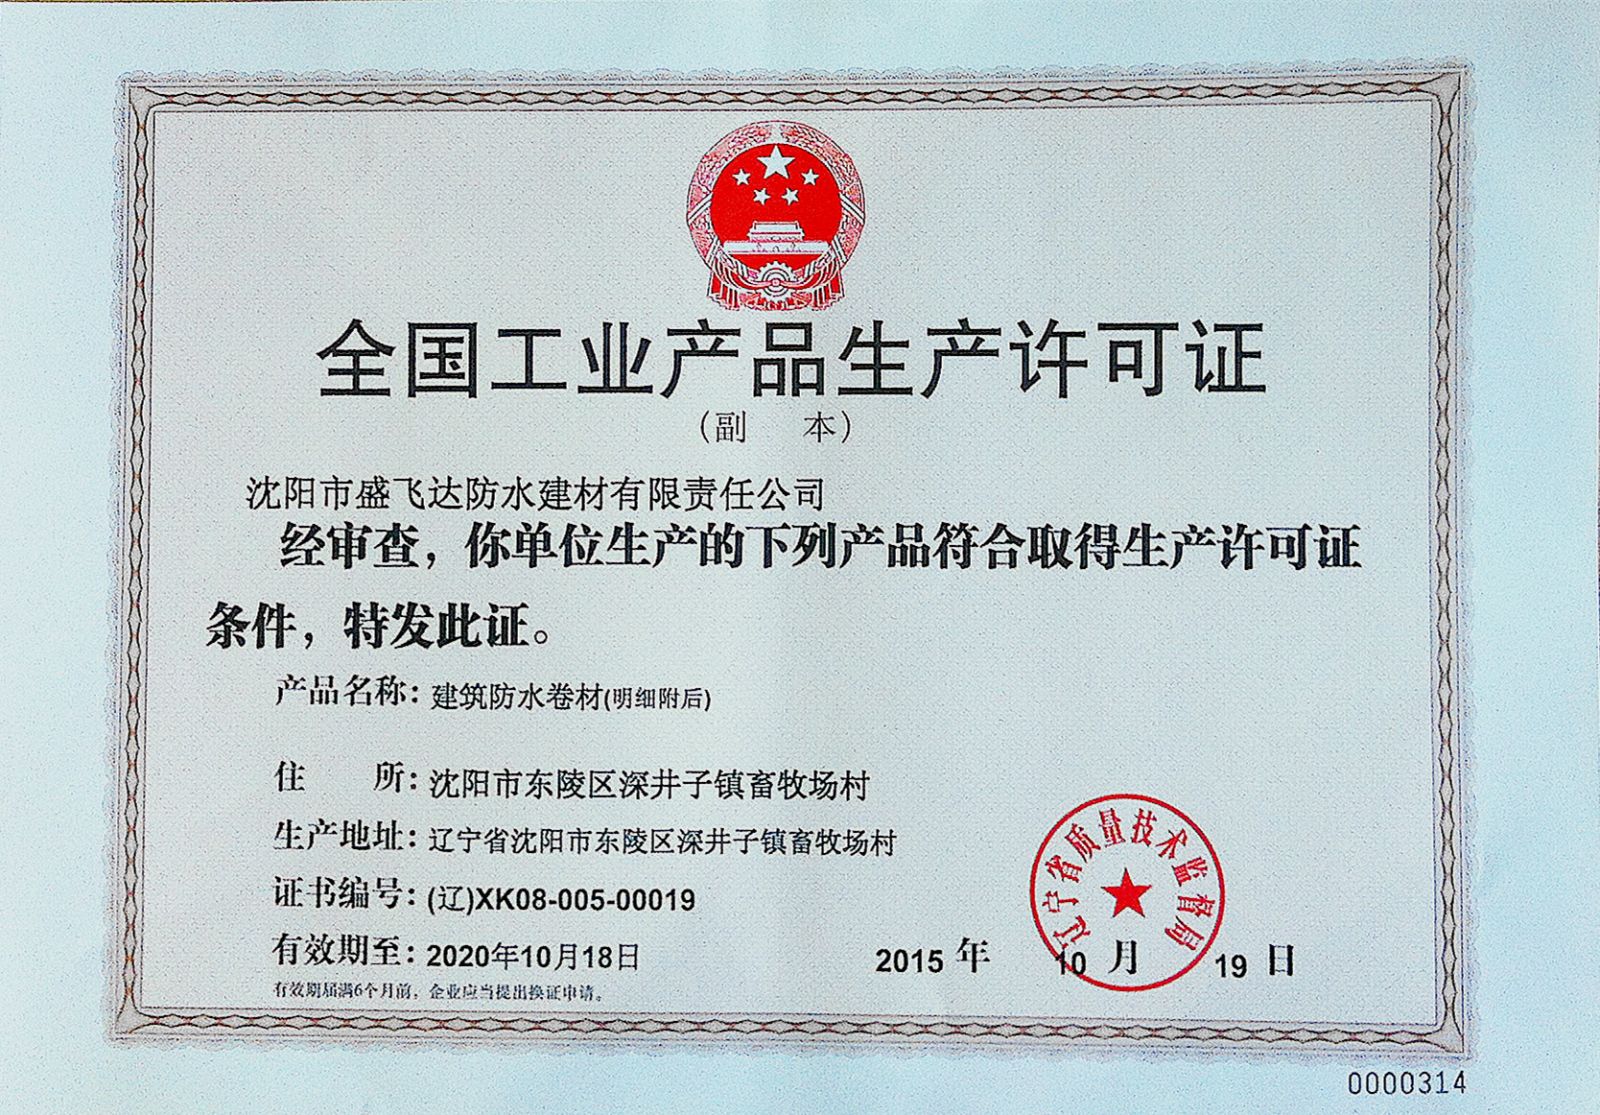 全国工业产品生产许可证
（副 本）
沈阳市盛飞达防水建材有限责任公司
经审查，你单位生产的下列产品符合取得生产许可证
条件，特发此证。
产品名称：建筑防水卷材(明细附后)
住 所：沈阳市东陵区深井子镇畜牧场村
生产地址：辽宁省沈阳市东陵区深井子镇畜牧场村
证书编号：(辽)XK08-005-00019
有效期至：2020年10月18日
有效期届满6个月前，企业应当提出换证申请。
辽宁省质量技术监督局
2015 年 10 月 19 日
0000314